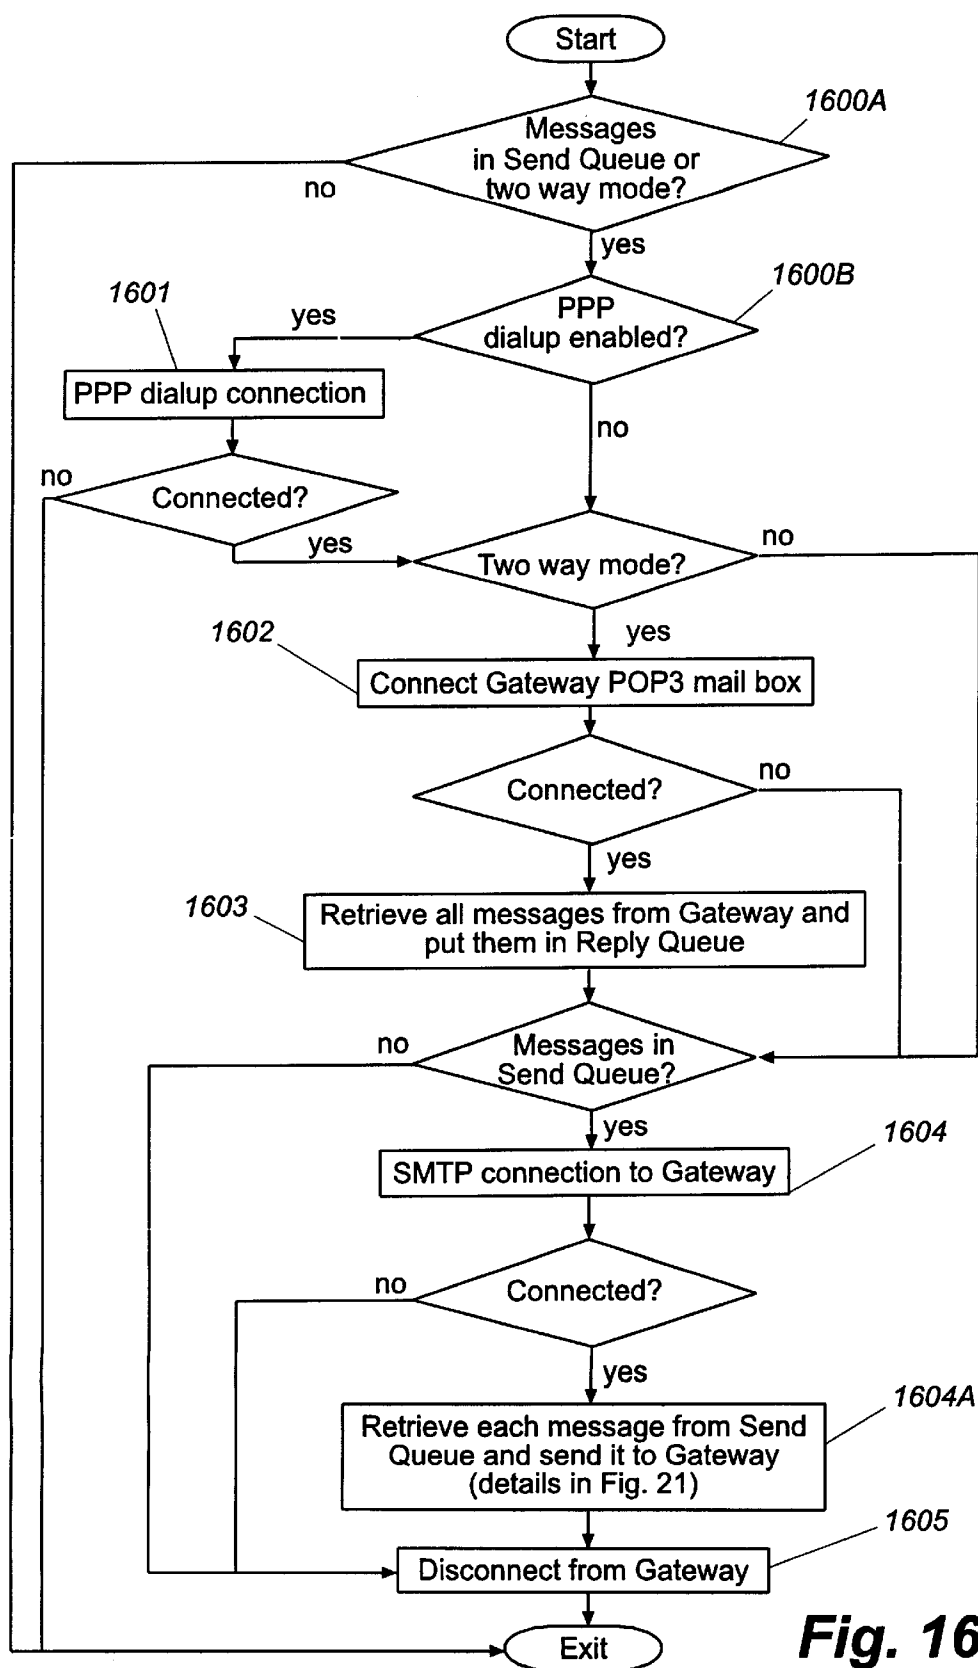 Start
1600A
Messages
in Send Queue or
two way mode?
no
yes
1600B
PPP
dialup enabled?
yes
1601
PPP dialup connection
no
no
Connected?
yes
Two way mode?
no
yes
1602
Connect Gateway POP3 mail box
Connected?
no
yes
1603
Retrieve all messages from Gateway and
put them in Reply Queue
no
Messages in
Send Queue?
yes
1604
SMTP connection to Gateway
no
Connected?
yes
1604A
Retrieve each message from Send
Queue and send it to Gateway
(details in Fig. 21)
1605
Disconnect from Gateway
Exit
Fig. 16